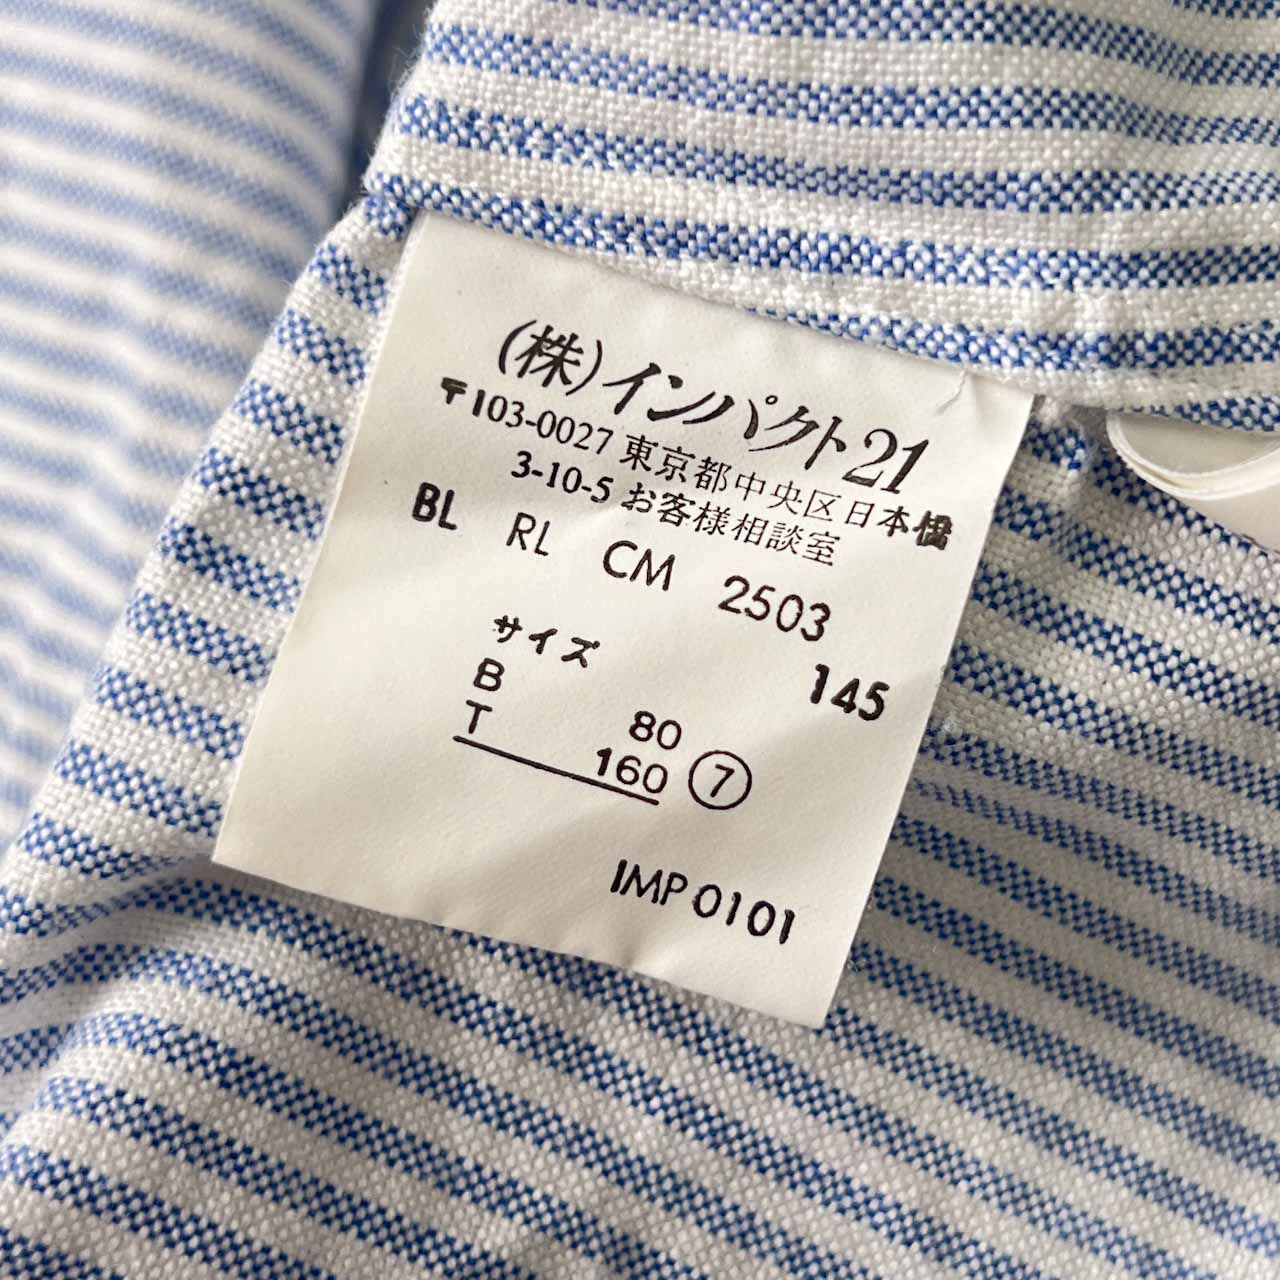 (株)インパクト21
〒103-0027 東京都中央区日本橋
3-10-5 お客様相談室
BL RL CM 2503
145
サイズ
B 80
T 160 ⑦
IMP 0101